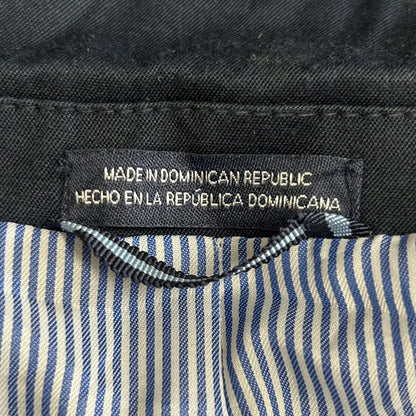 MADE IN DOMINICAN REPUBLIC
HECHO EN LA REPÚBLICA DOMINICANA